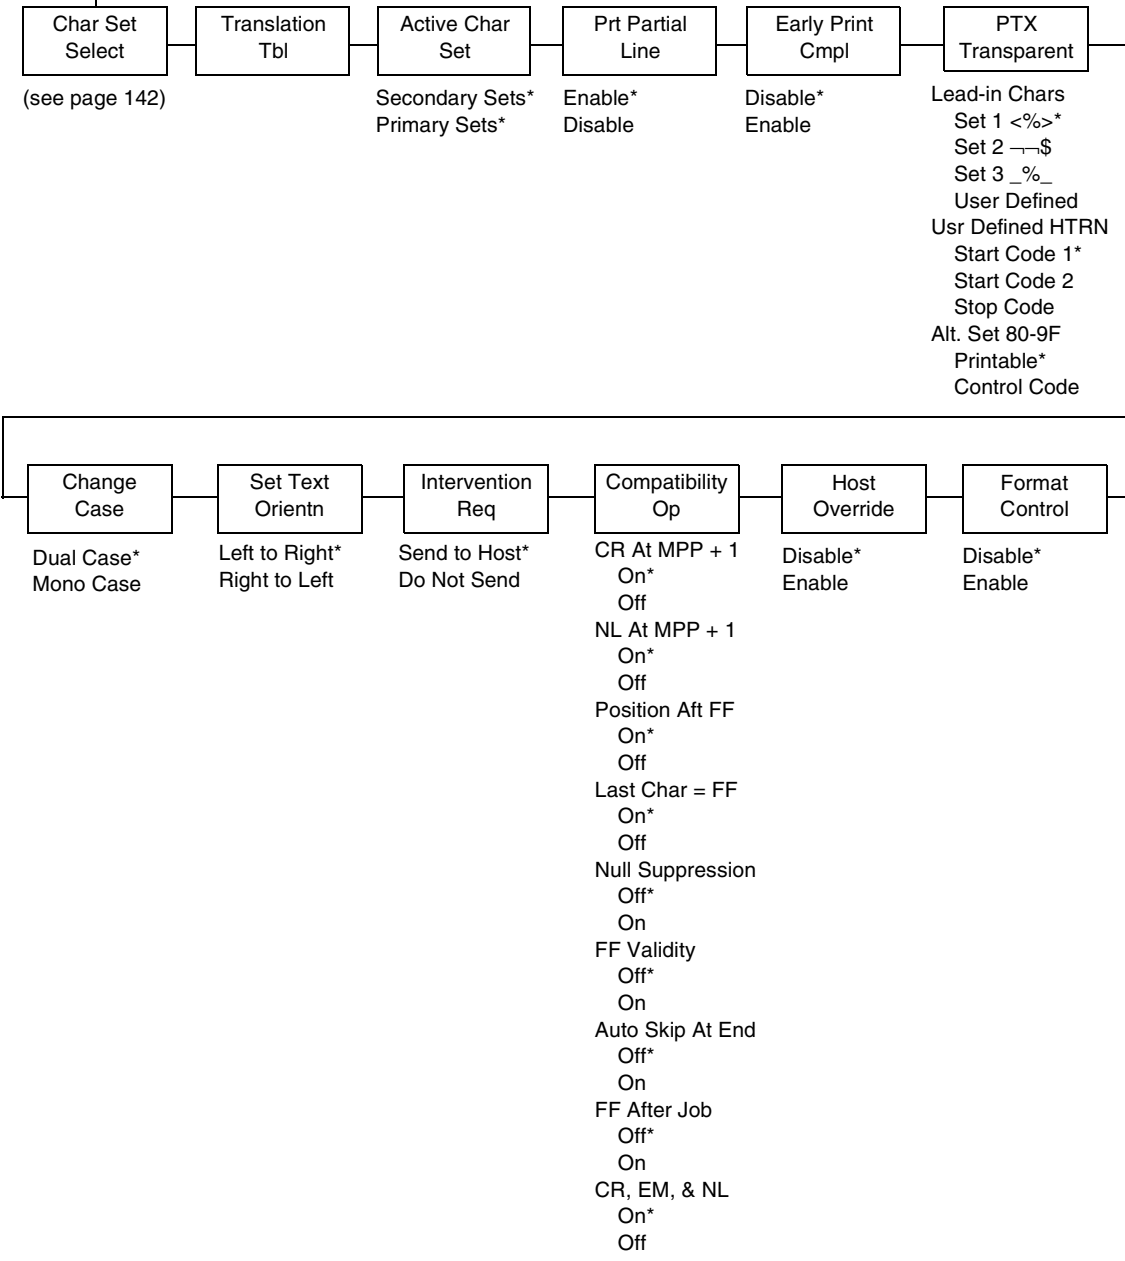 Char Set
Select
(see page 142)
Translation
Tbl
Active Char
Set
Secondary Sets*
Primary Sets*
Prt Partial
Line
Enable*
Disable
Early Print
Cmpl
Disable*
Enable
PTX
Transparent
Lead-in Chars
Set 1 <%>*
Set 2 ¬¬$
Set 3 _%_
User Defined
Usr Defined HTRN
Start Code 1*
Start Code 2
Stop Code
Alt. Set 80-9F
Printable*
Control Code
Change
Case
Dual Case*
Mono Case
Set Text
Orientn
Left to Right*
Right to Left
Intervention
Req
Send to Host*
Do Not Send
Compatibility
Op
CR At MPP + 1
On*
Off
NL At MPP + 1
On*
Off
Position Aft FF
On*
Off
Last Char = FF
On*
Off
Null Suppression
Off*
On
FF Validity
Off*
On
Auto Skip At End
Off*
On
FF After Job
Off*
On
CR, EM, & NL
On*
Off
Host
Override
Disable*
Enable
Format
Control
Disable*
Enable